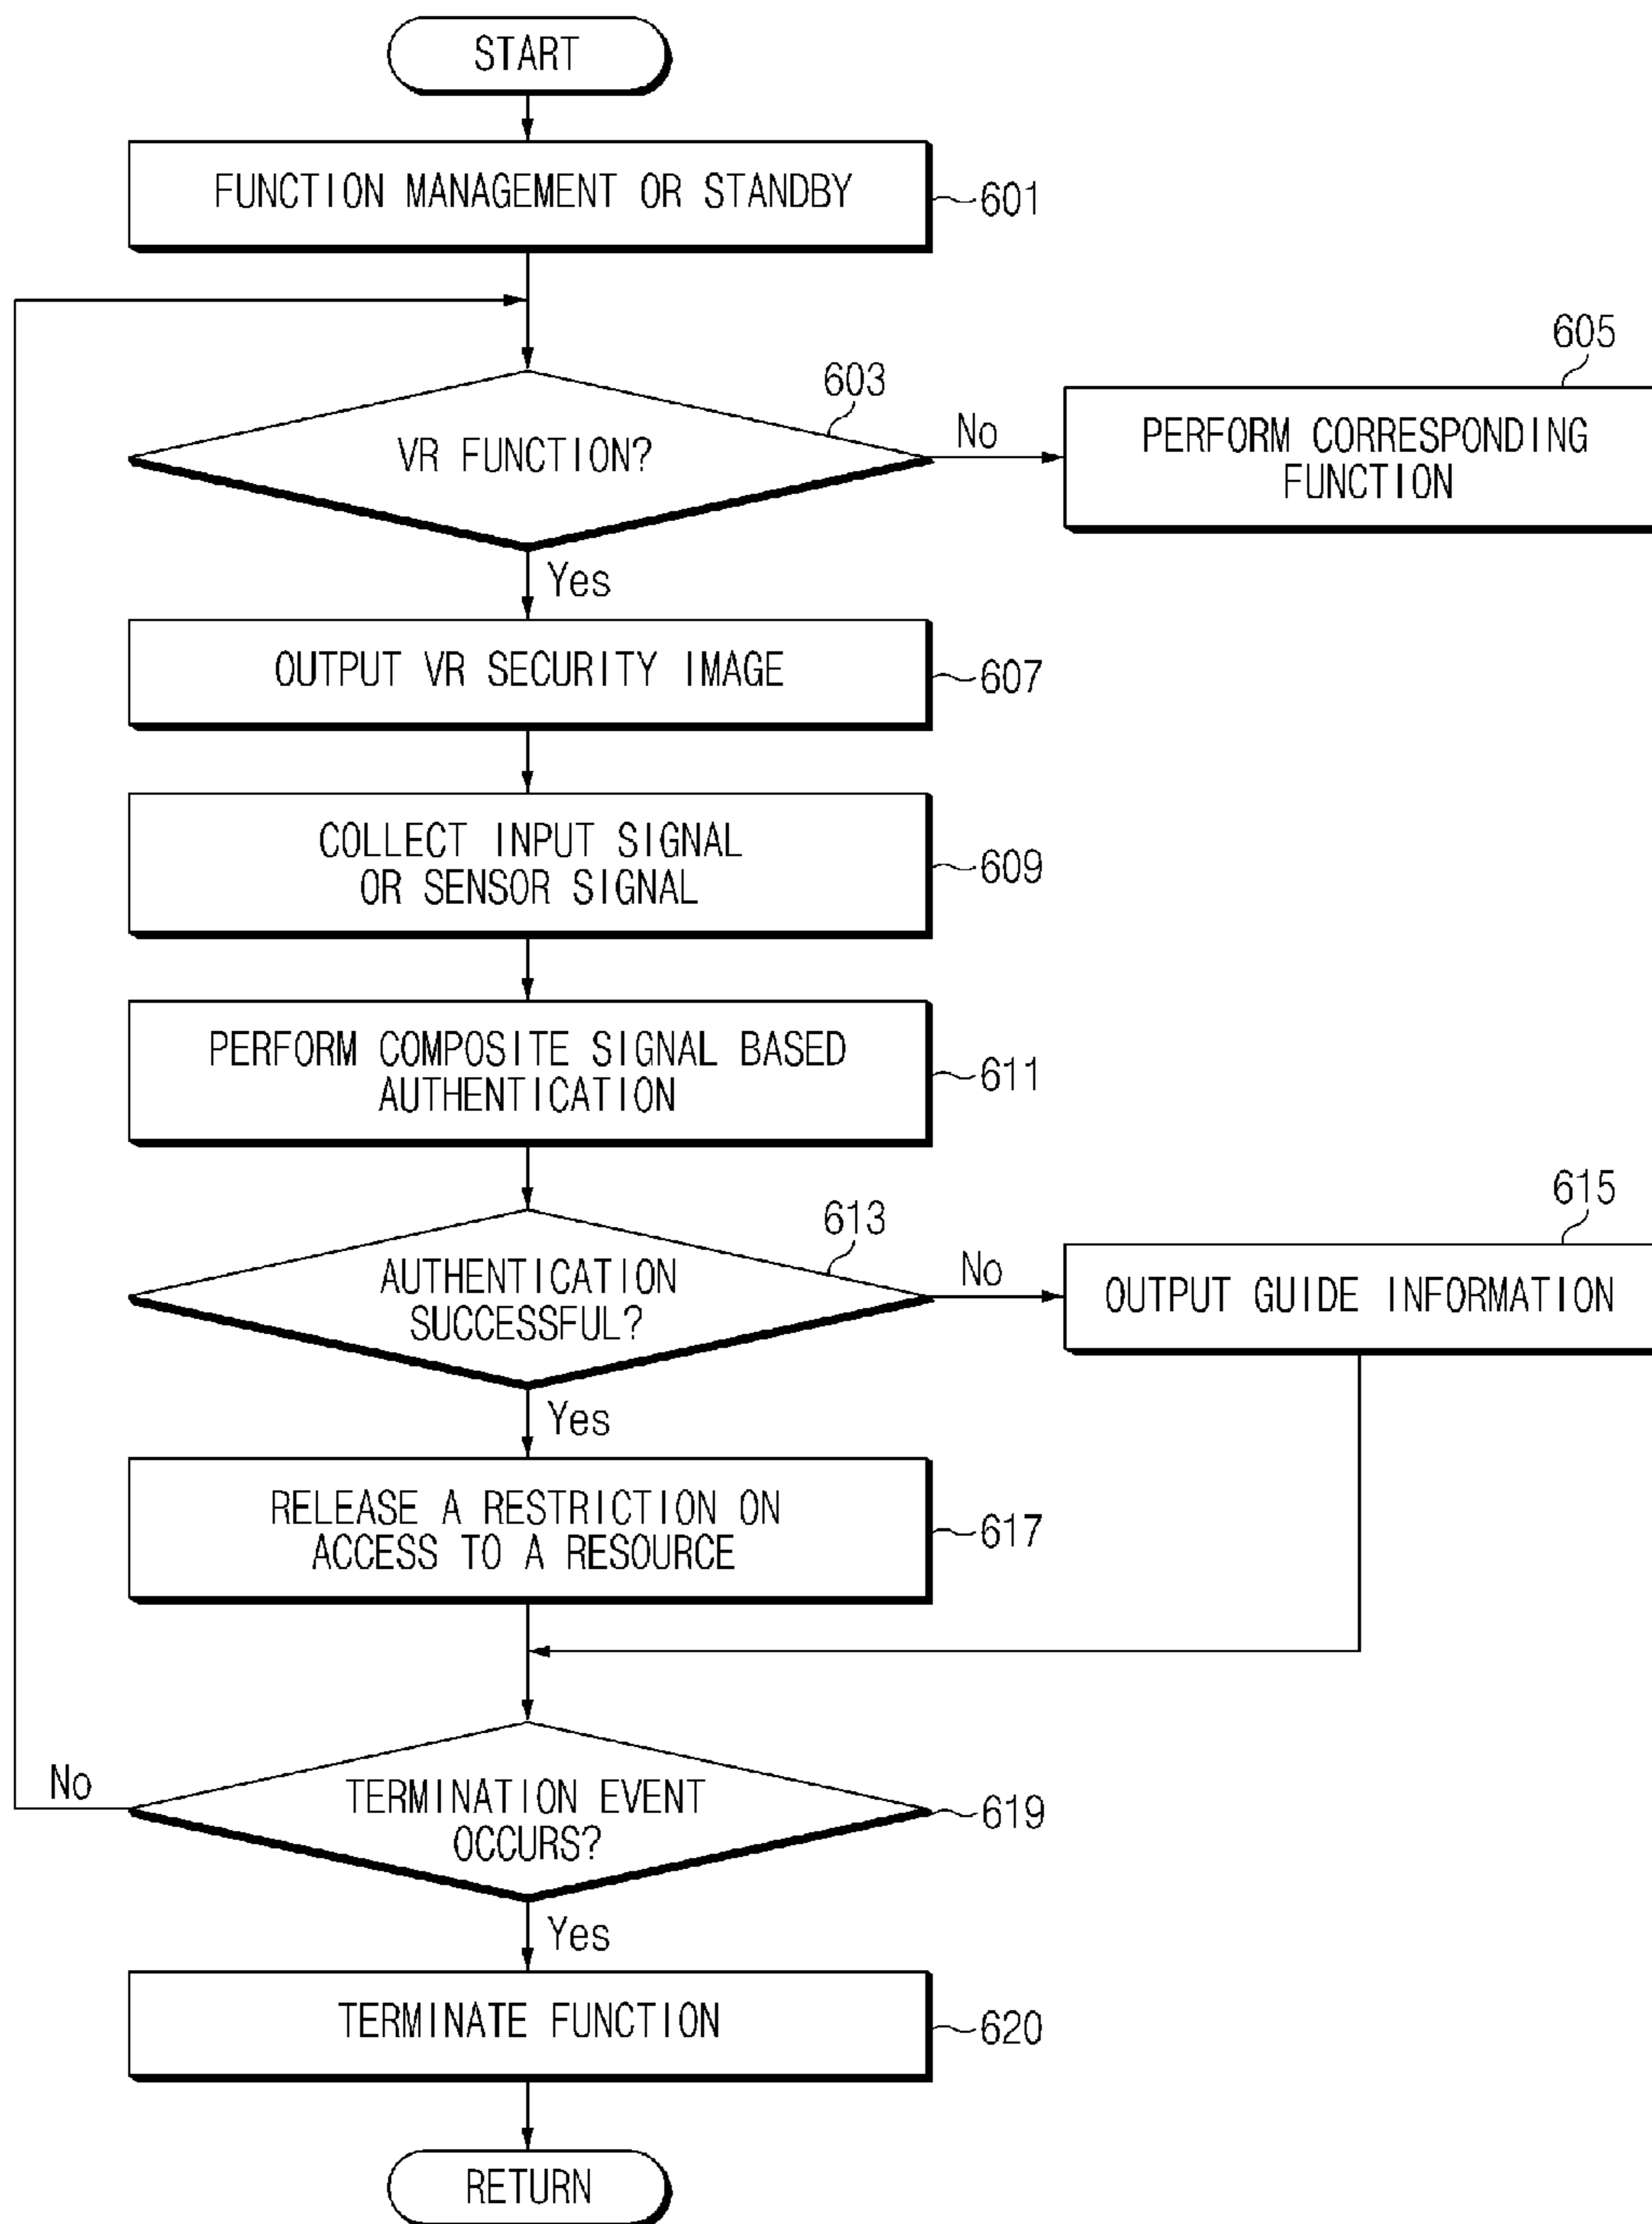 START
FUNCTION MANAGEMENT OR STANDBY
601
603
VR FUNCTION?
No
605
PERFORM CORRESPONDING
FUNCTION
Yes
OUTPUT VR SECURITY IMAGE
607
COLLECT INPUT SIGNAL
OR SENSOR SIGNAL
609
PERFORM COMPOSITE SIGNAL BASED
AUTHENTICATION
611
613
AUTHENTICATION
SUCCESSFUL?
No
615
OUTPUT GUIDE INFORMATION
Yes
RELEASE A RESTRICTION ON
ACCESS TO A RESOURCE
617
No
TERMINATION EVENT
OCCURS?
619
Yes
TERMINATE FUNCTION
620
RETURN